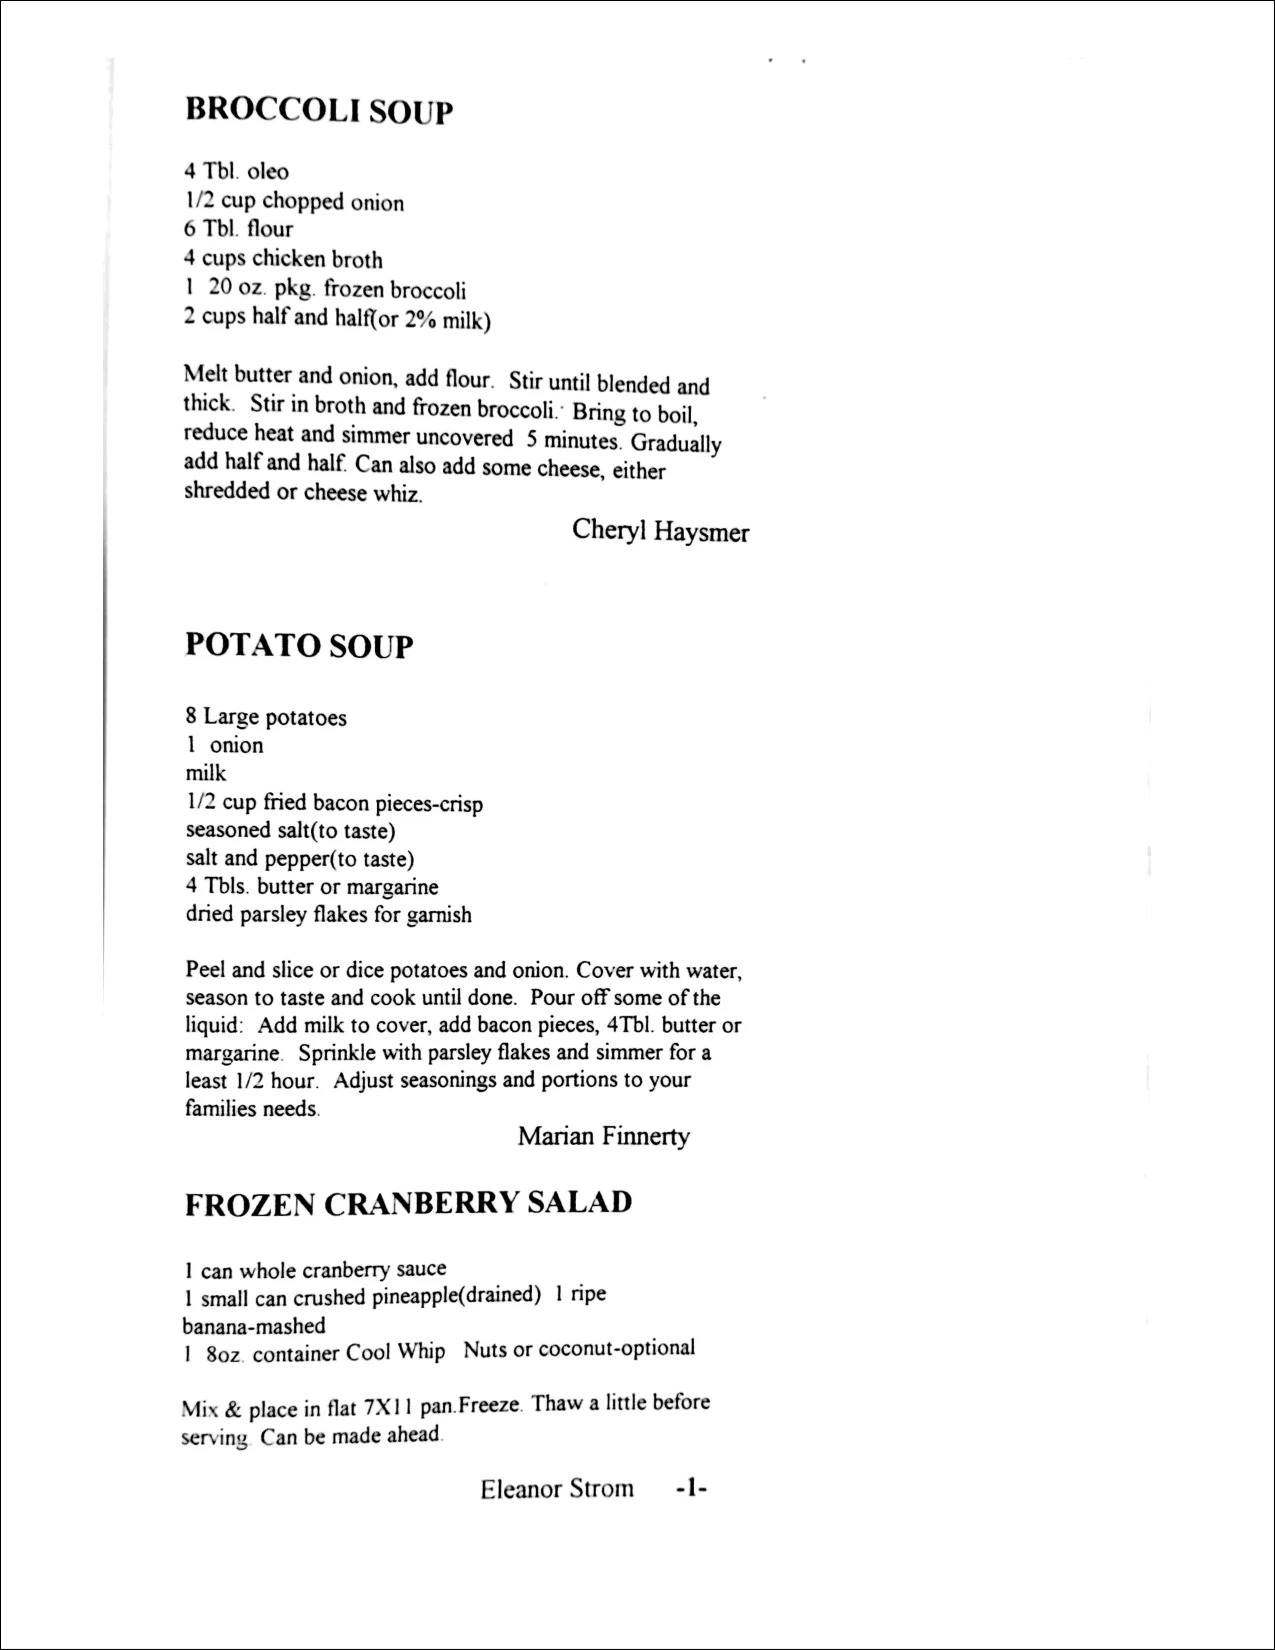 BROCCOLI SOUP
4 Tbl. oleo
1/2 cup chopped onion
6 Tbl. flour
4 cups chicken broth
1 20 oz. pkg. frozen broccoli
2 cups half and half(or 2% milk)
Melt butter and onion, add flour. Stir until blended and
thick. Stir in broth and frozen broccoli. Bring to boil,
reduce heat and simmer uncovered 5 minutes. Gradually
add half and half. Can also add some cheese, either
shredded or cheese whiz.
Cheryl Haysmer
POTATO SOUP
8 Large potatoes
1 onion
milk
1/2 cup fried bacon pieces-crisp
seasoned salt(to taste)
salt and pepper(to taste)
4 Tbls. butter or margarine
dried parsley flakes for garnish
Peel and slice or dice potatoes and onion. Cover with water,
season to taste and cook until done. Pour off some of the
liquid: Add milk to cover, add bacon pieces, 4Tbl. butter or
margarine. Sprinkle with parsley flakes and simmer for a
least 1/2 hour. Adjust seasonings and portions to your
families needs.
Marian Finnerty
FROZEN CRANBERRY SALAD
1 can whole cranberry sauce
1 small can crushed pineapple(drained) 1 ripe
banana-mashed
1 8oz. container Cool Whip Nuts or coconut-optional
Mix & place in flat 7X11 pan.Freeze. Thaw a little before
serving. Can be made ahead.
Eleanor Strom -1-